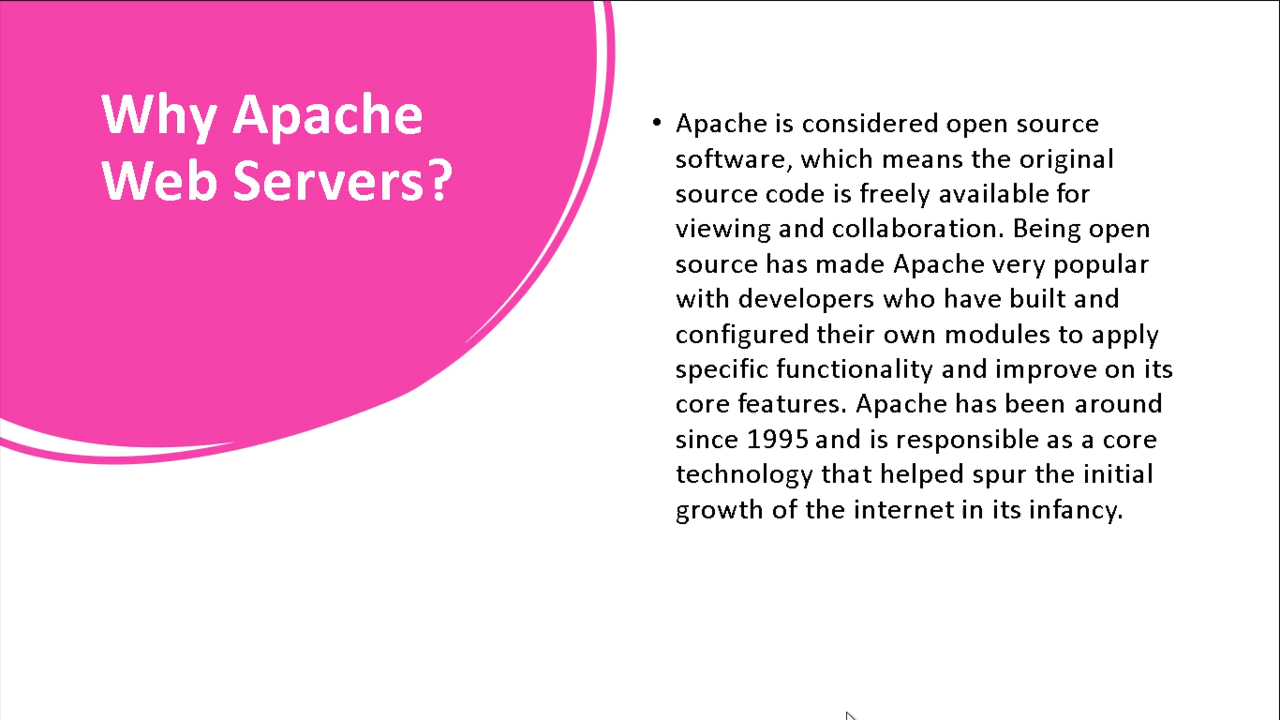 Why Apache
Web Servers?
• Apache is considered open source
software, which means the original
source code is freely available for
viewing and collaboration. Being open
source has made Apache very popular
with developers who have built and
configured their own modules to apply
specific functionality and improve on its
core features. Apache has been around
since 1995 and is responsible as a core
technology that helped spur the initial
growth of the internet in its infancy.